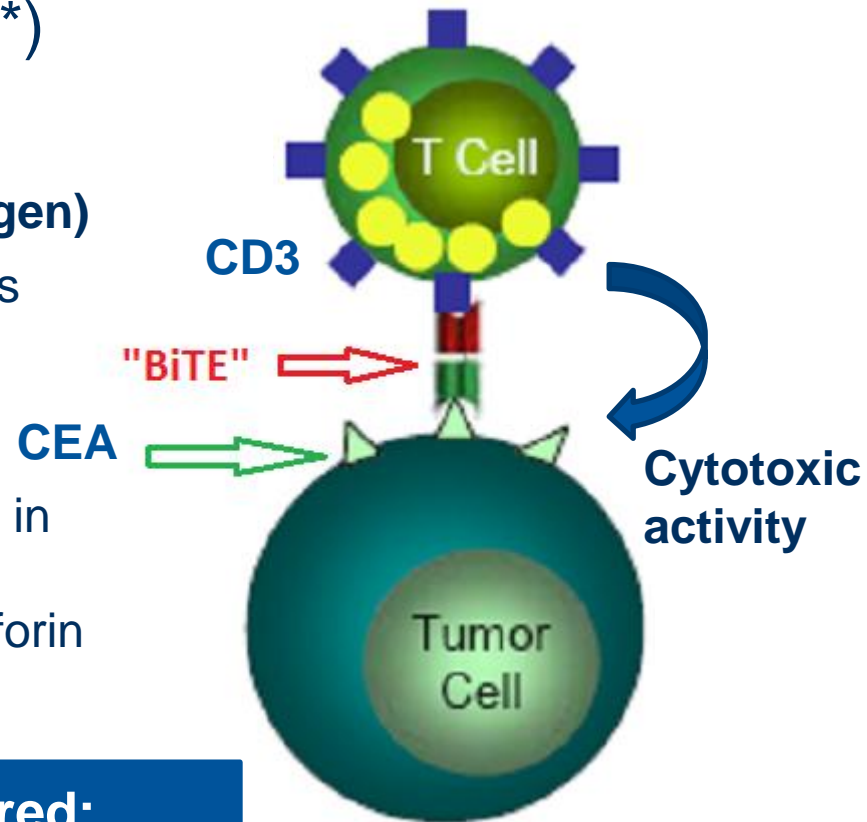 *)
T Cell
gen)
CD3
s
"BiTE"
CEA
Cytotoxic
activity
in
forin
Tumor
Cell
red: